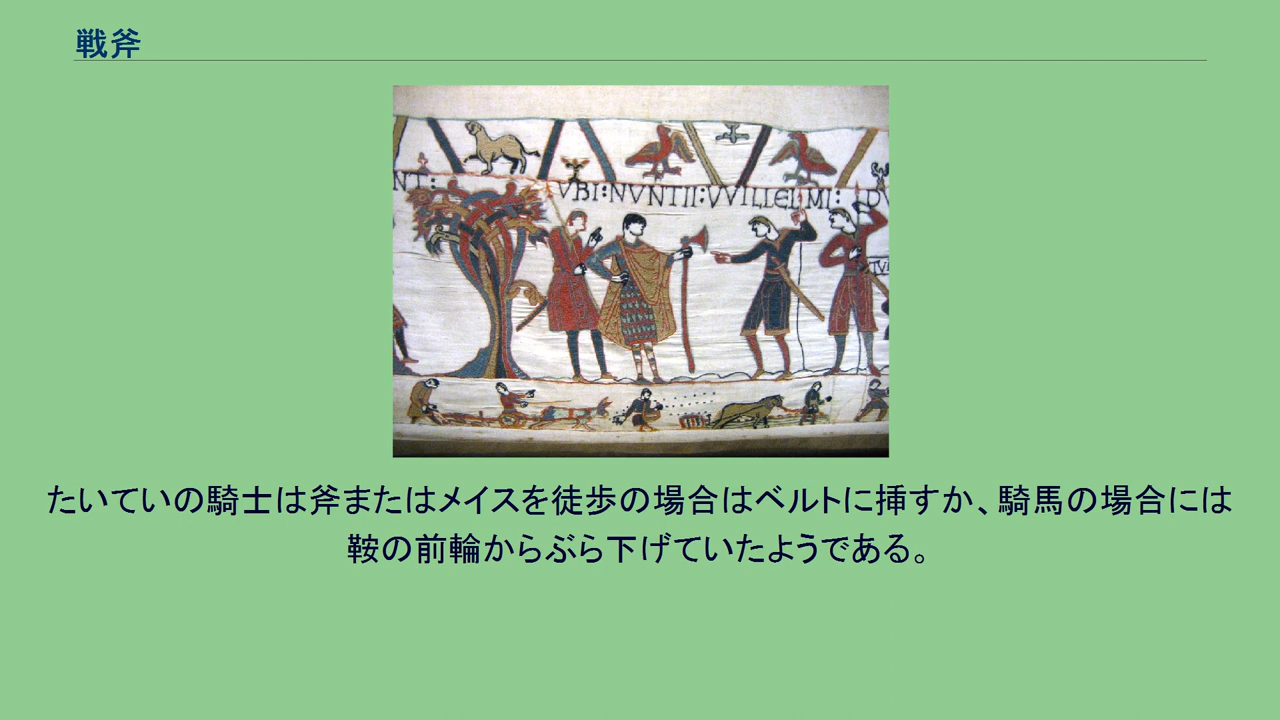 戦斧
NT:
VBI:NVNTII:VVILLELMI: DV
TVR
たいていの騎士は斧またはメイスを徒歩の場合はベルトに挿すか、騎馬の場合には
鞍の前輪からぶら下げていたようである。